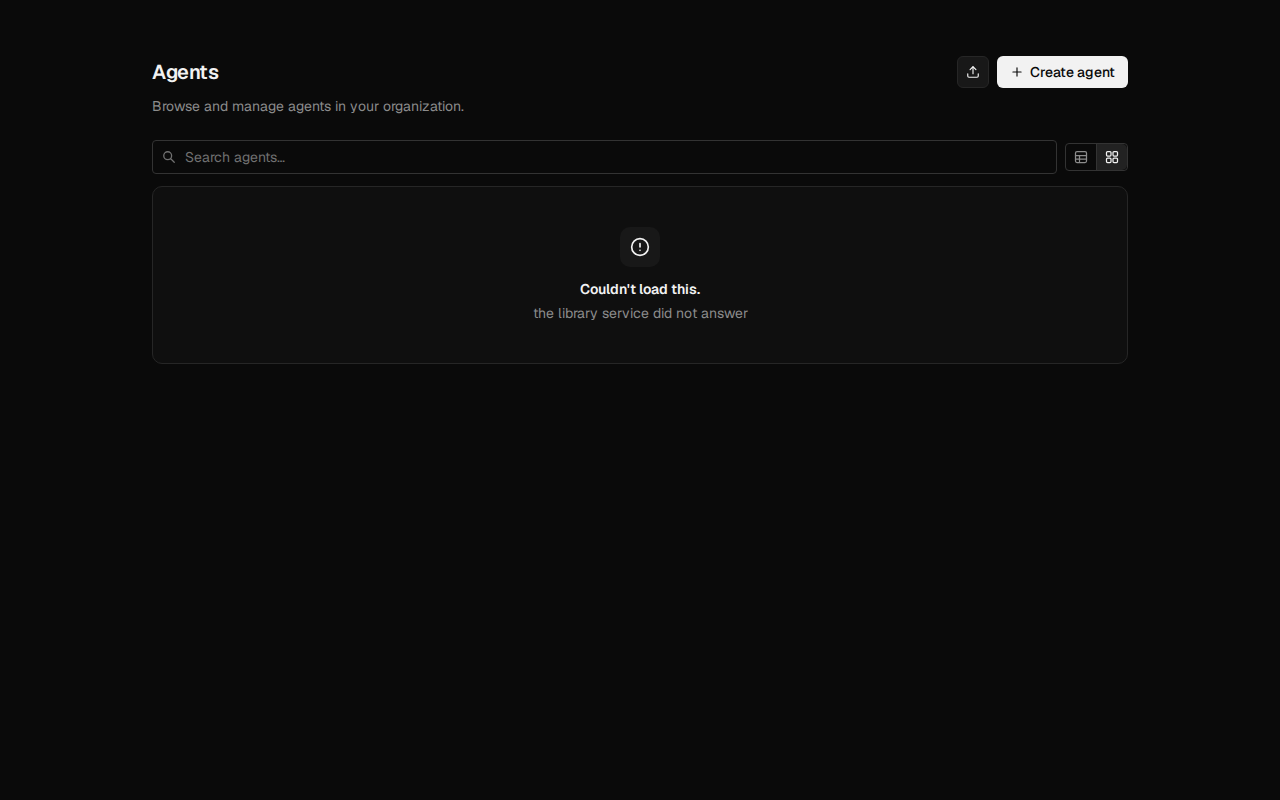 Agents
Create agent
Browse and manage agents in your organization.
Search agents...
Couldn't load this.
the library service did not answer